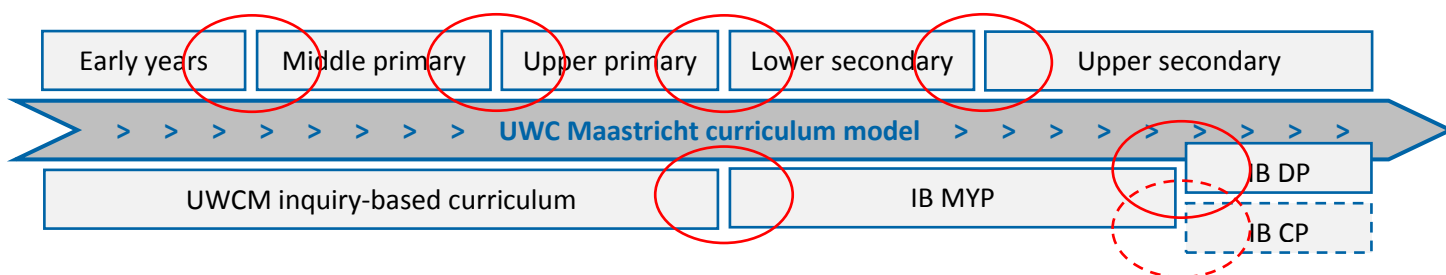 Early years
Middle primary
Upper primary
Lower secondary
Upper secondary
> > > > > > > > UWC Maastricht curriculum model > > > > > > > > >
UWCM inquiry-based curriculum
IB MYP
IB DP
IB CP